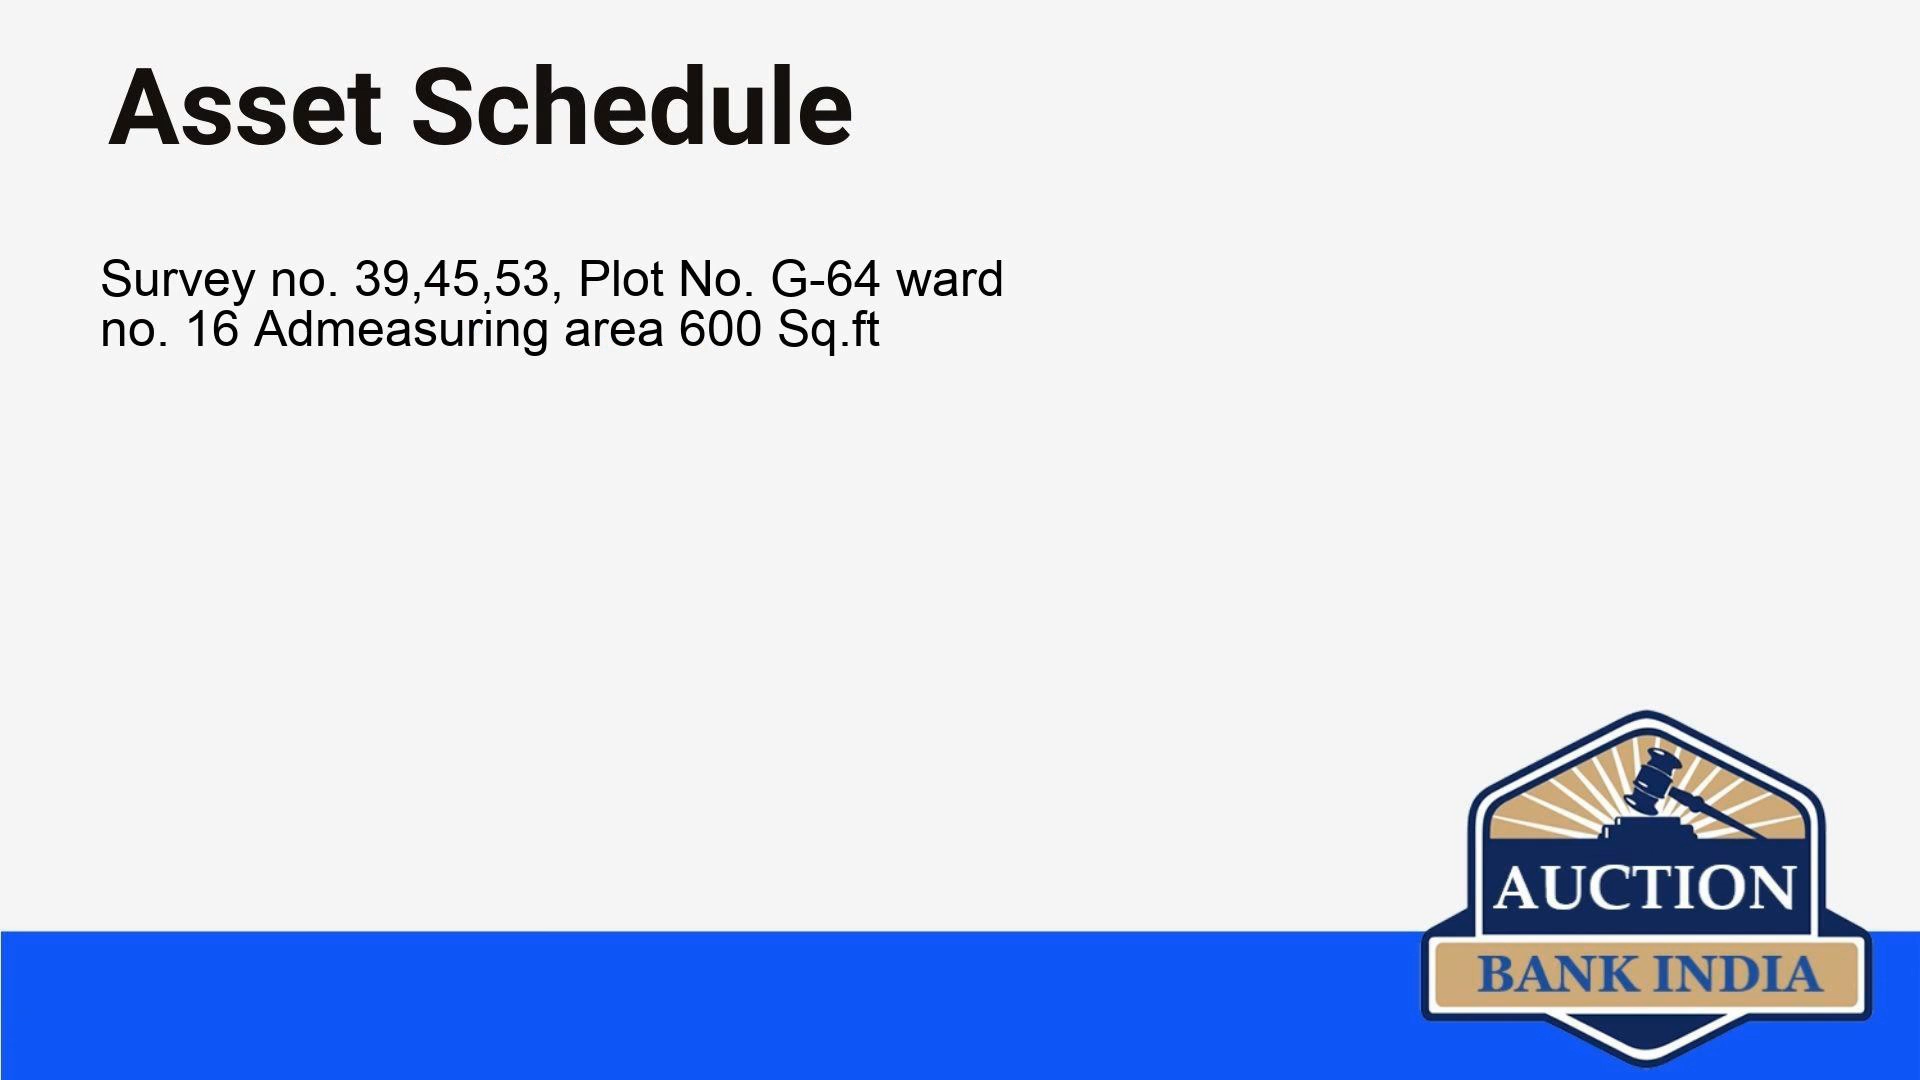 Asset Schedule
Survey no. 39,45,53, Plot No. G-64 ward
no. 16 Admeasuring area 600 Sq.ft
AUCTION
BANK INDIA